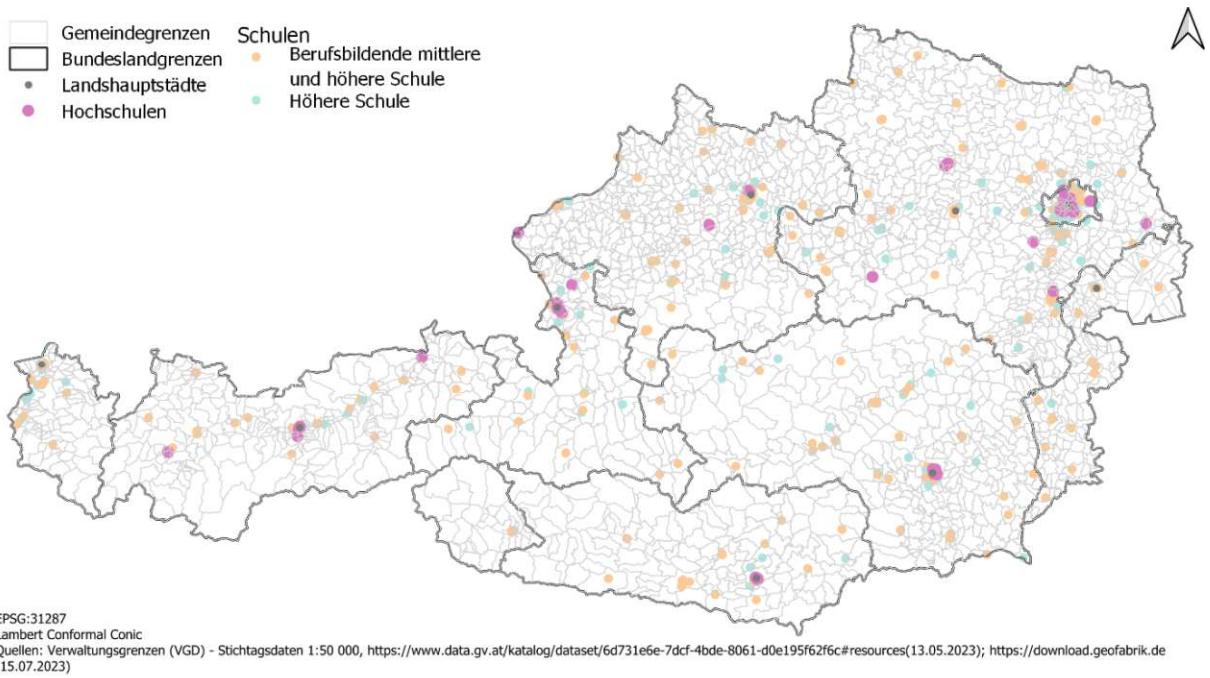 Gemeindegrenzen
Bundeslandgrenzen
Landshauptstädte
Hochschulen
Schulen
Berufsbildende mittlere
und höhere Schule
Höhere Schule
EPSG:31287
Lambert Conformal Conic
Quellen: Verwaltungsgrenzen (VGD) - Stichtagsdaten 1:50 000, https://www.data.gv.at/katalog/dataset/6d731e6e-7dcf-4bde-8061-d0e195f62f6c#resources(13.05.2023); https://download.geofabrik.de
(15.07.2023)